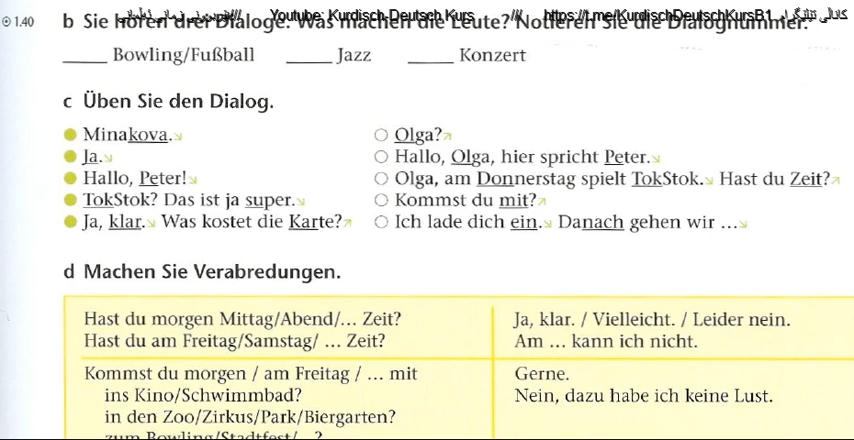 Youtube: Kurdisch-Deutsch Kurs /// https://t.me/KurdischDeutschKursB1
1.40 b Sie hören drei Dialoge. Was machen die Leute? Notieren Sie die Dialognummer.
_____ Bowling/Fußball _____ Jazz _____ Konzert
c Üben Sie den Dialog.
Minakova.↘ ○ Olga?↗
Ja.↘ ○ Hallo, Olga, hier spricht Peter.↘
Hallo, Peter!↘ ○ Olga, am Donnerstag spielt TokStok.↘ Hast du Zeit?↗
TokStok? Das ist ja super.↘ ○ Kommst du mit?↗
Ja, klar.↘ Was kostet die Karte?↗ ○ Ich lade dich ein.↘ Danach gehen wir …↘
d Machen Sie Verabredungen.
Hast du morgen Mittag/Abend/… Zeit? Ja, klar. / Vielleicht. / Leider nein.
Hast du am Freitag/Samstag/ … Zeit? Am … kann ich nicht.
Kommst du morgen / am Freitag / … mit Gerne.
ins Kino/Schwimmbad? Nein, dazu habe ich keine Lust.
in den Zoo/Zirkus/Park/Biergarten?
zum Bowling/Stadtfest/…?